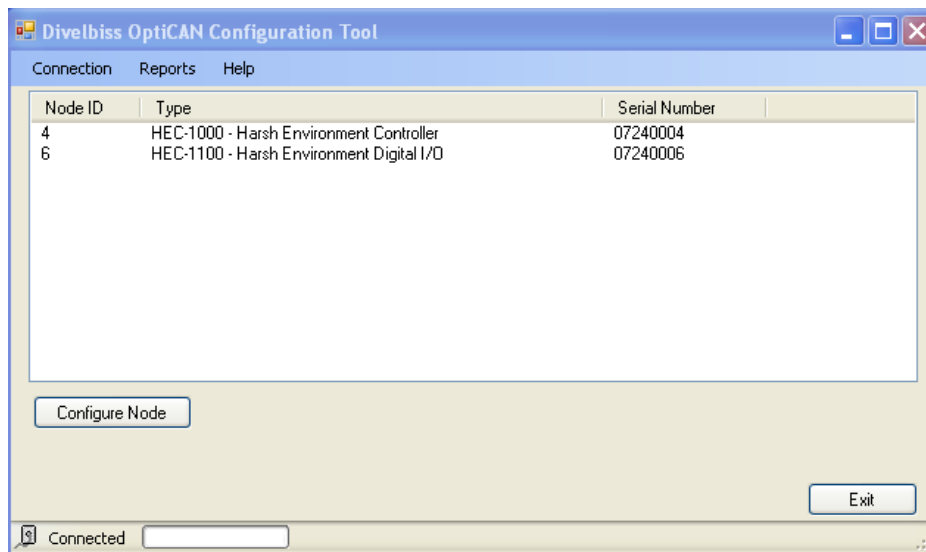 Divelbiss OptiCAN Configuration Tool
Connection Reports Help
Node ID Type Serial Number
4 HEC-1000 - Harsh Environment Controller 07240004
6 HEC-1100 - Harsh Environment Digital I/O 07240006
Configure Node
Exit
Connected